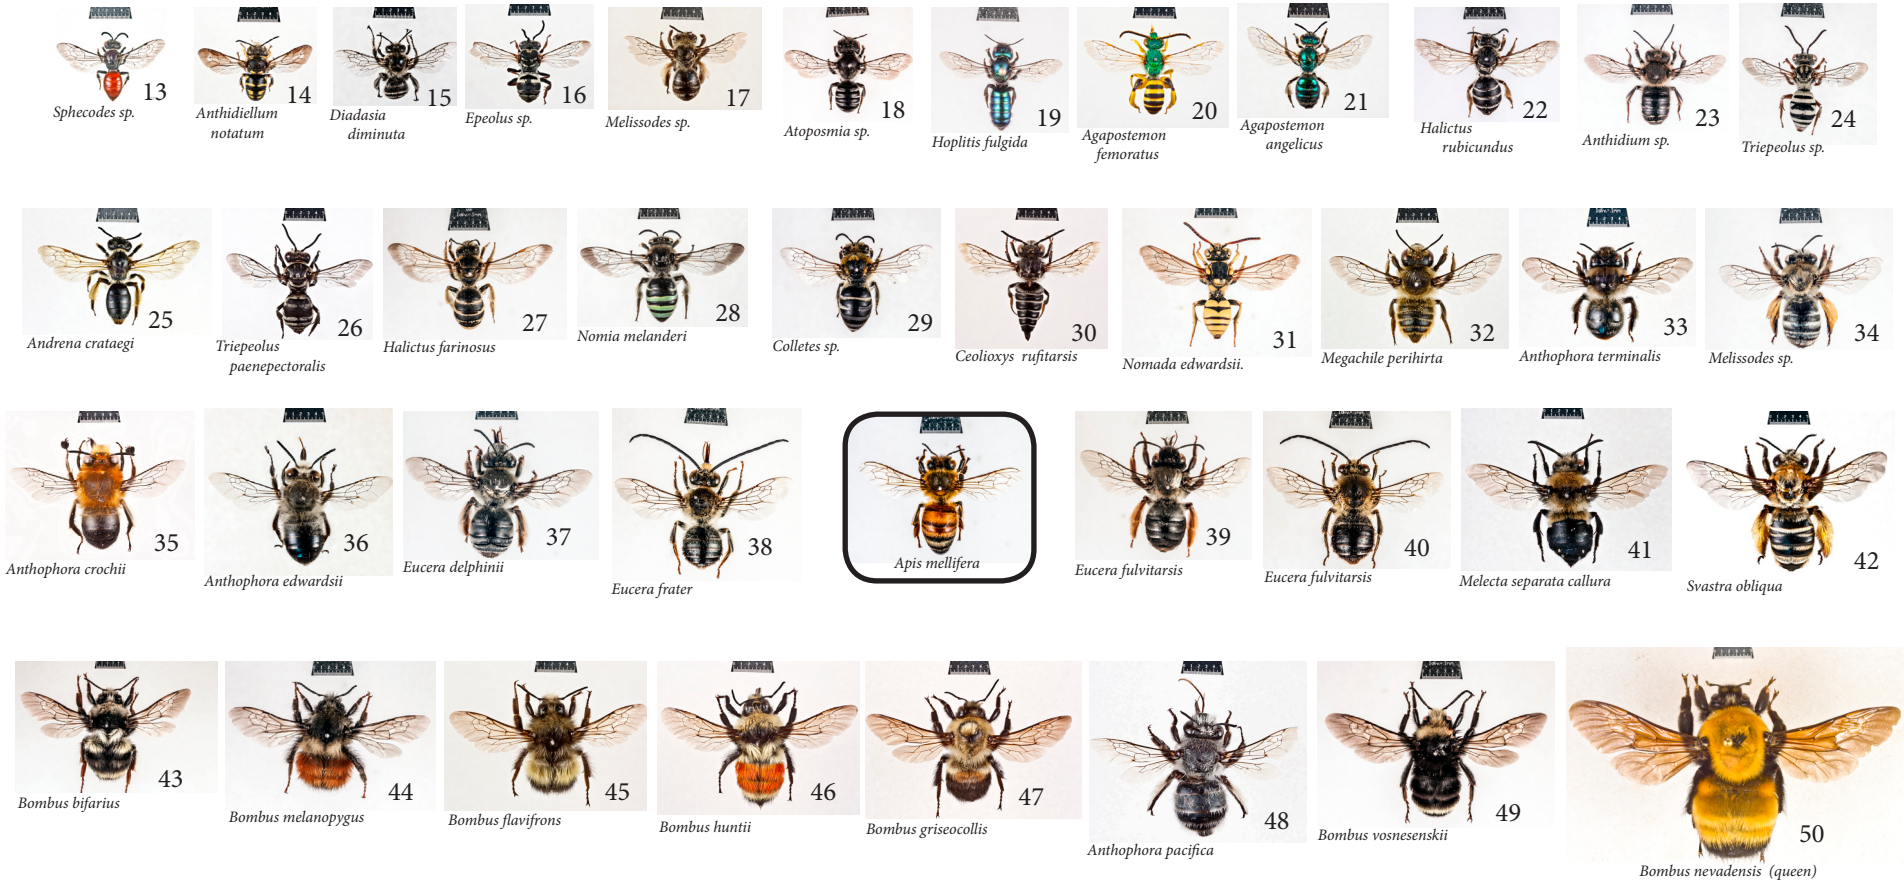 13
Sphecodes sp.
14
Anthidiellum
notatum
15
Diadasia
diminuta
16
Epeolus sp.
17
Melissodes sp.
18
Atoposmia sp.
19
Hoplitis fulgida
20
Agapostemon
femoratus
21
Agapostemon
angelicus
22
Halictus
rubicundus
23
Anthidium sp.
24
Triepeolus sp.
25
Andrena crataegi
26
Triepeolus
paenepectoralis
27
Halictus farinosus
28
Nomia melanderi
29
Colletes sp.
30
Ceolioxys rufitarsis
31
Nomada edwardsii.
32
Megachile perihirta
33
Anthophora terminalis
34
Melissodes sp.
35
Anthophora crochii
36
Anthophora edwardsii
37
Eucera delphinii
38
Eucera frater
Apis mellifera
39
Eucera fulvitarsis
40
Eucera fulvitarsis
41
Melecta separata callura
42
Svastra obliqua
43
Bombus bifarius
44
Bombus melanopygus
45
Bombus flavifrons
46
Bombus huntii
47
Bombus griseocollis
48
Anthophora pacifica
49
Bombus vosnesenskii
50
Bombus nevadensis (queen)